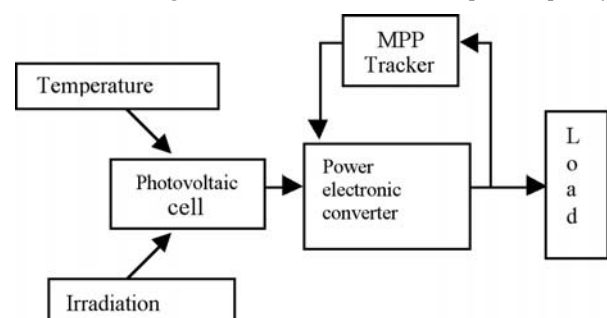 MPP
Tracker
Temperature
Photovoltaic
cell
Power
electronic
converter
L
o
a
d
Irradiation